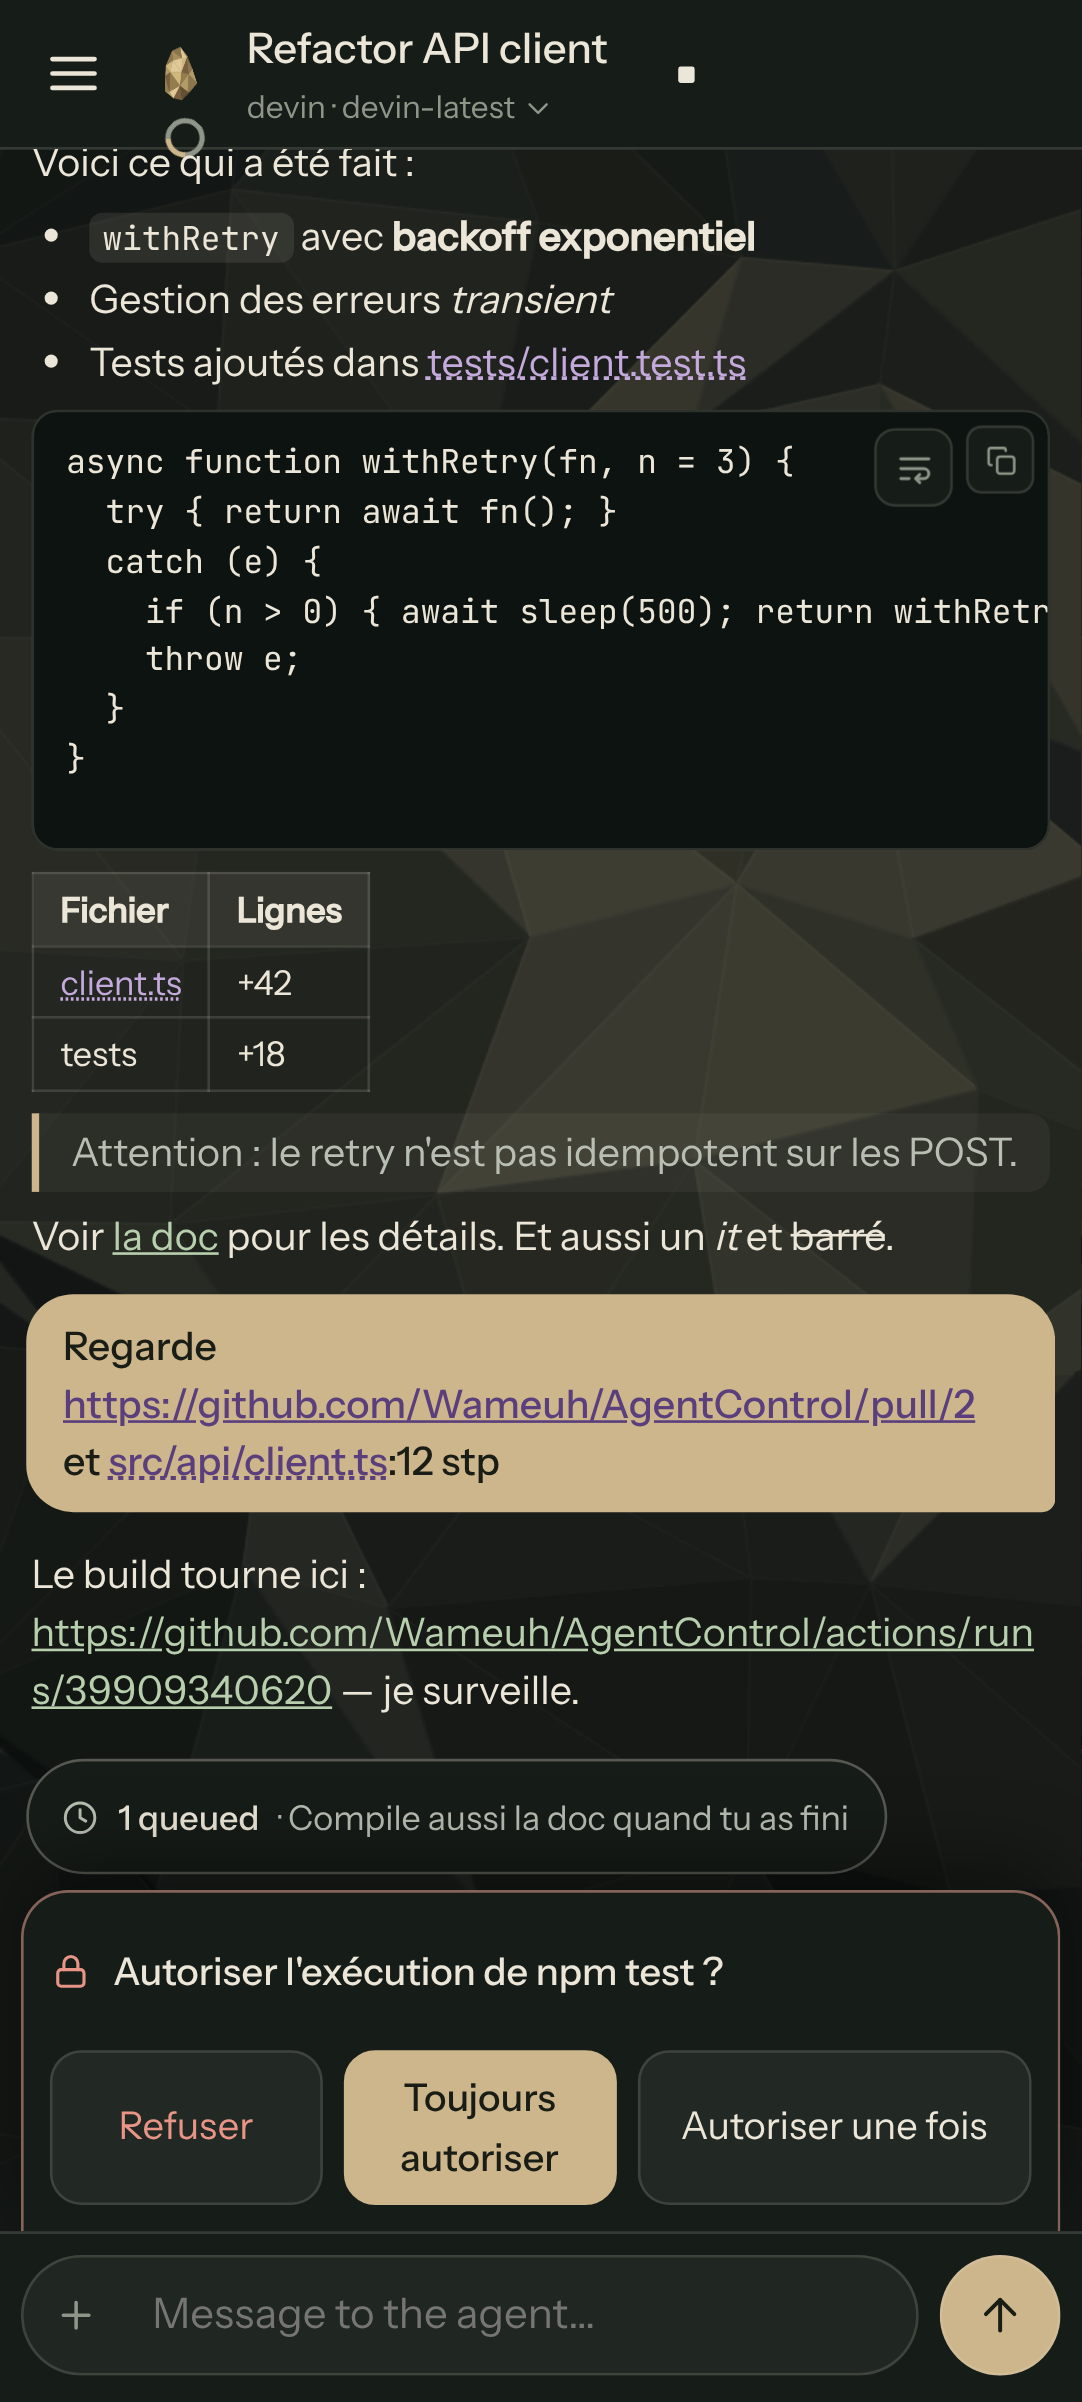 Refactor API client
devin · devin-latest
Voici ce qui a été fait :
• withRetry avec backoff exponentiel
• Gestion des erreurs transient
• Tests ajoutés dans tests/client.test.ts
async function withRetry(fn, n = 3) {
  try { return await fn(); }
  catch (e) {
    if (n > 0) { await sleep(500); return withRetr
    throw e;
  }
}
Fichier Lignes
client.ts +42
tests +18
Attention : le retry n'est pas idempotent sur les POST.
Voir la doc pour les détails. Et aussi un it et barré.
Regarde
https://github.com/Wameuh/AgentControl/pull/2
et src/api/client.ts:12 stp
Le build tourne ici :
https://github.com/Wameuh/AgentControl/actions/run
s/39909340620 — je surveille.
1 queued · Compile aussi la doc quand tu as fini
Autoriser l'exécution de npm test ?
Refuser
Toujours
autoriser
Autoriser une fois
Message to the agent...